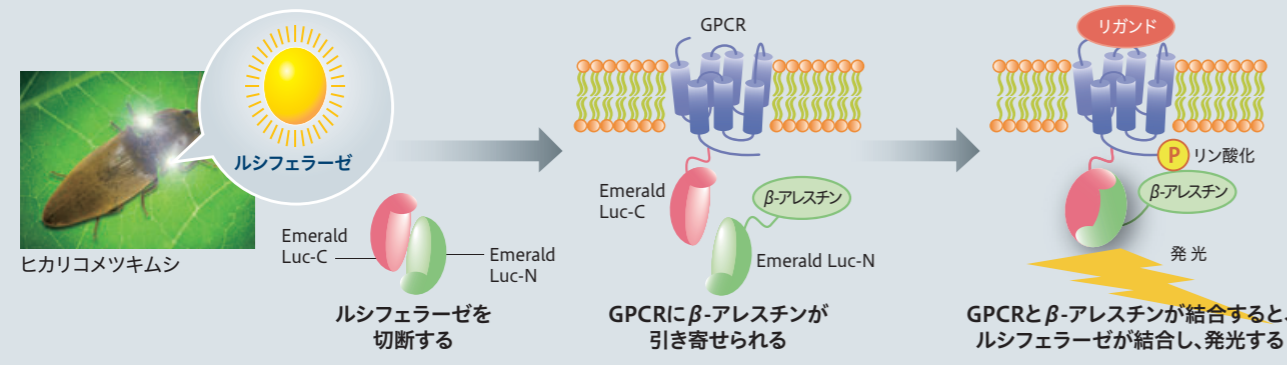 ルシフェラーゼ
ヒカリコメツキムシ
Emerald
Luc-C
Emerald
Luc-N
ルシフェラーゼを
切断する
GPCR
Emerald
Luc-C
β-アレスチン
Emerald Luc-N
GPCRにβ-アレスチンが
引き寄せられる
リガンド
P
リン酸化
β-アレスチン
発光
GPCRとβ-アレスチンが結合すると、
ルシフェラーゼが結合し、発光する